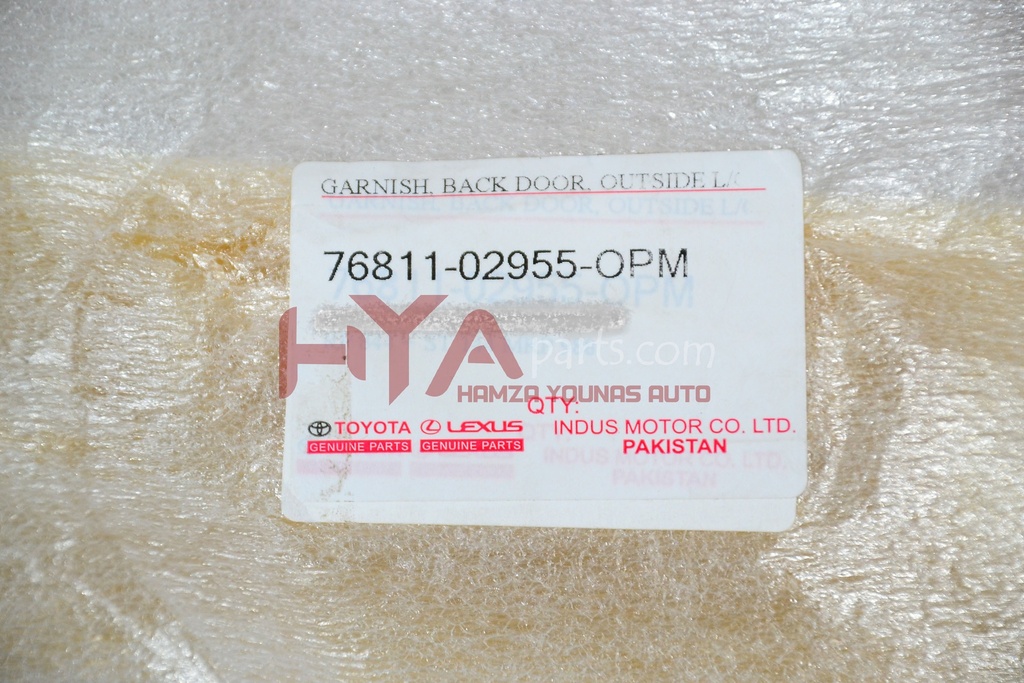 GARNISH, BACK DOOR, OUTSIDE L/C
76811-02955-OPM
HYA parts.com
HAMZA YOUNAS AUTO
QTY:
TOYOTA LEXUS INDUS MOTOR CO. LTD.
GENUINE PARTS GENUINE PARTS PAKISTAN